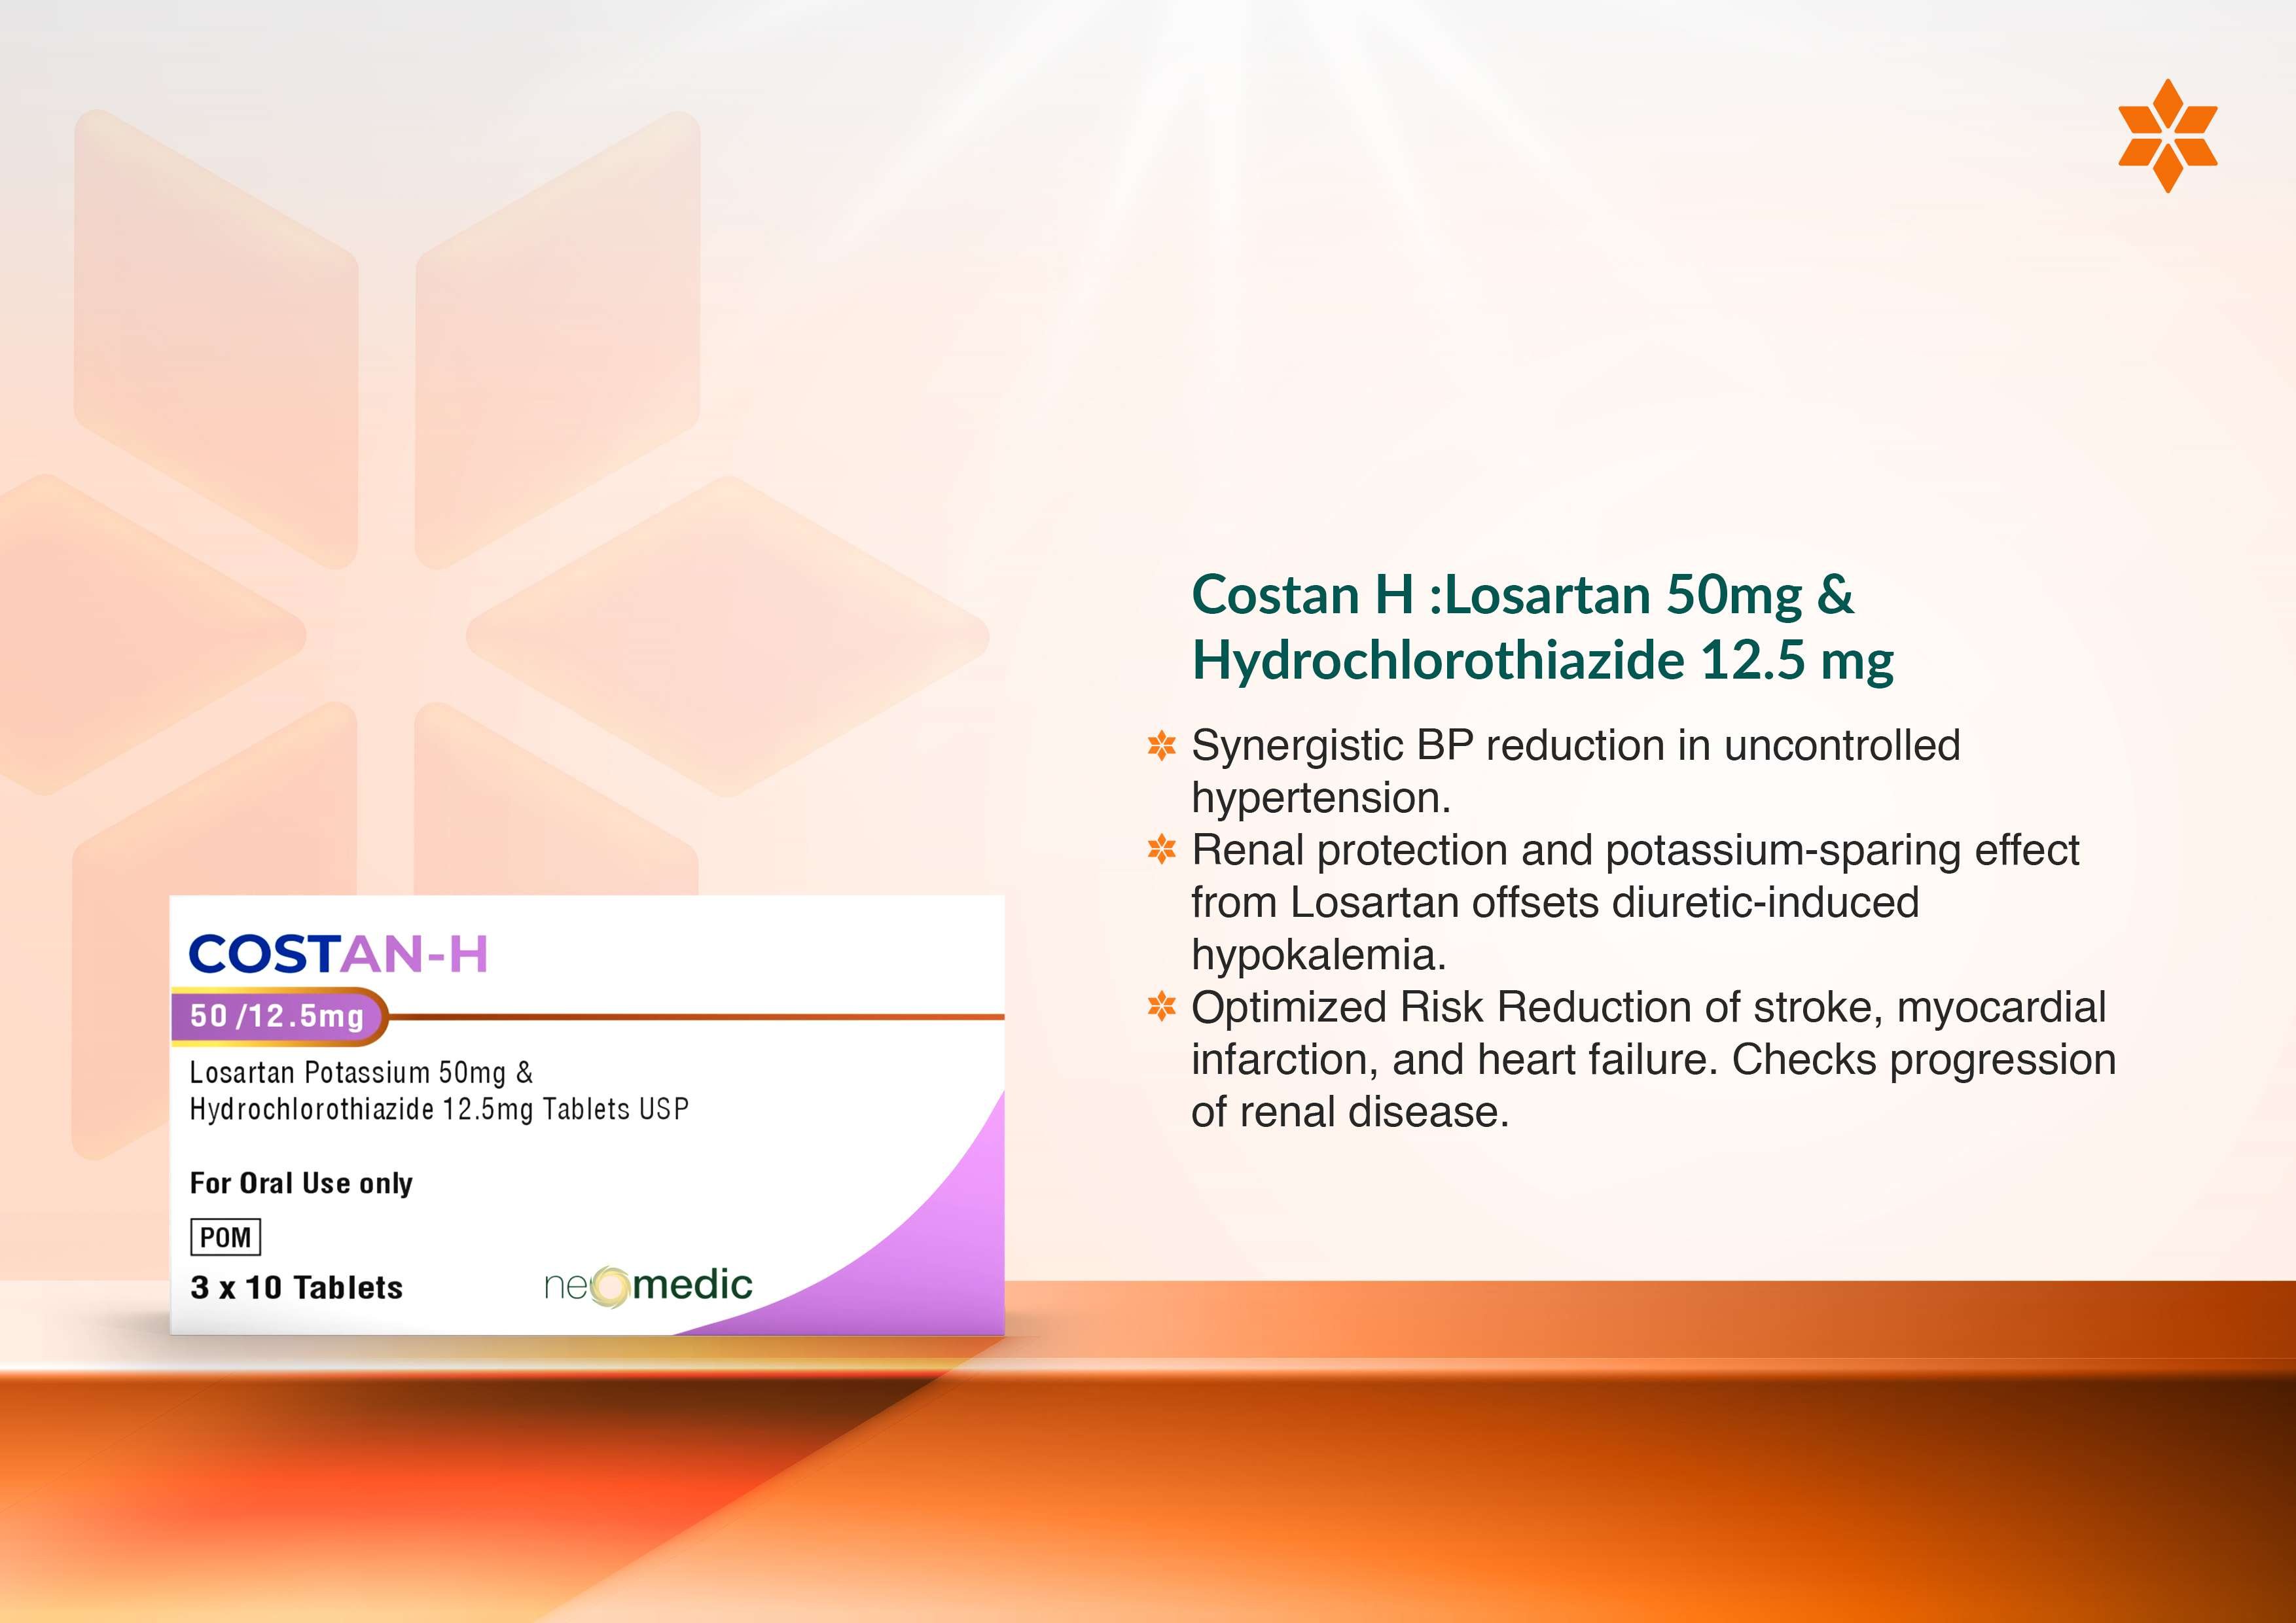 Costan H :Losartan 50mg &
Hydrochlorothiazide 12.5 mg
Synergistic BP reduction in uncontrolled
hypertension.
Renal protection and potassium-sparing effect
from Losartan offsets diuretic-induced
hypokalemia.
Optimized Risk Reduction of stroke, myocardial
infarction, and heart failure. Checks progression
of renal disease.
COSTAN-H
50 /12.5mg
Losartan Potassium 50mg &
Hydrochlorothiazide 12.5mg Tablets USP
For Oral Use only
POM
3 x 10 Tablets
neomedic